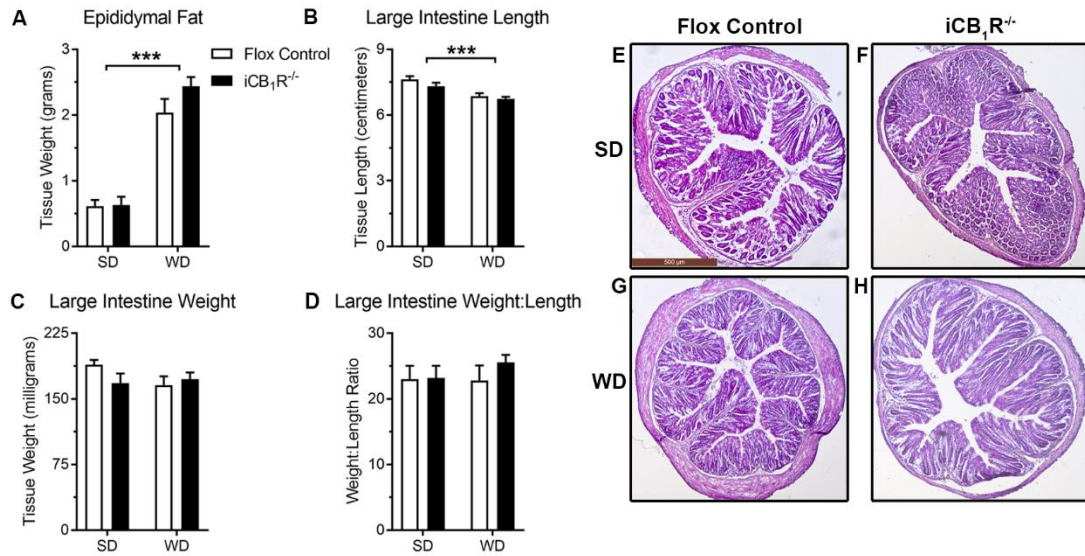 A
Epididymal Fat
Tissue Weight (grams)
3
2
1
0
***
SD
WD
Flox Control
iCB₁R⁻/⁻
B
Large Intestine Length
Tissue Length (centimeters)
9
6
3
0
***
SD
WD
C
Large Intestine Weight
Tissue Weight (milligrams)
225
150
75
0
SD
WD
D
Large Intestine Weight:Length
Weight:Length Ratio
30
20
10
0
SD
WD
Flox Control
iCB₁R⁻/⁻
SD
E
500 µm
F
WD
G
H